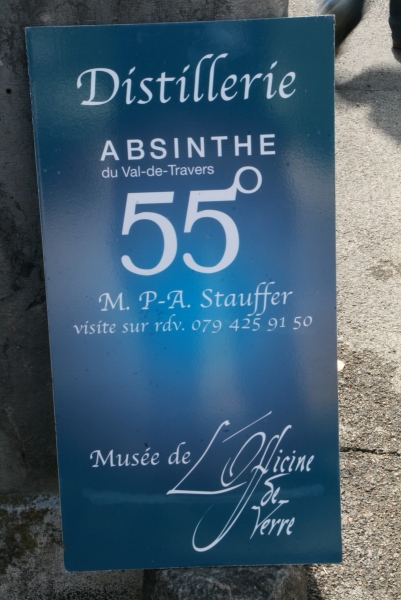 Distillerie
ABSINTHE
du Val-de-Travers
55°
M. P-A. Stauffer
visite sur rdv. 079 425 91 50
Musée de L'Officine
de
Verre